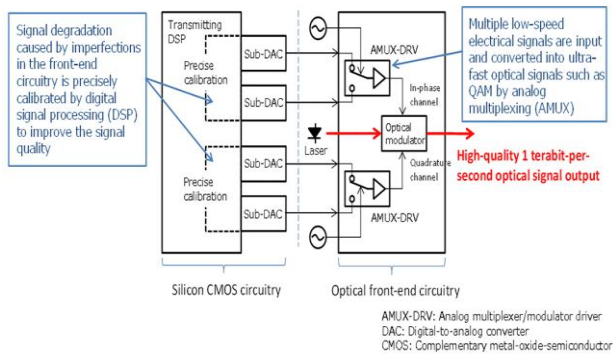 Signal degradation
caused by imperfections
in the front-end
circuitry is precisely
calibrated by digital
signal processing (DSP)
to improve the signal
quality
Transmitting
DSP
Precise
calibration
Precise
calibration
Sub-DAC
Sub-DAC
Sub-DAC
Sub-DAC
Silicon CMOS circuitry
AMUX-DRV
In-phase
channel
Laser
Optical
modulator
Quadrature
channel
AMUX-DRV
Optical front-end circuitry
Multiple low-speed
electrical signals are input
and converted into ultra-
fast optical signals such as
QAM by analog
multiplexing (AMUX)
High-quality 1 terabit-per-
second optical signal output
AMUX-DRV: Analog multiplexer/modulator driver
DAC: Digital-to-analog converter
CMOS: Complementary metal-oxide-semiconductor